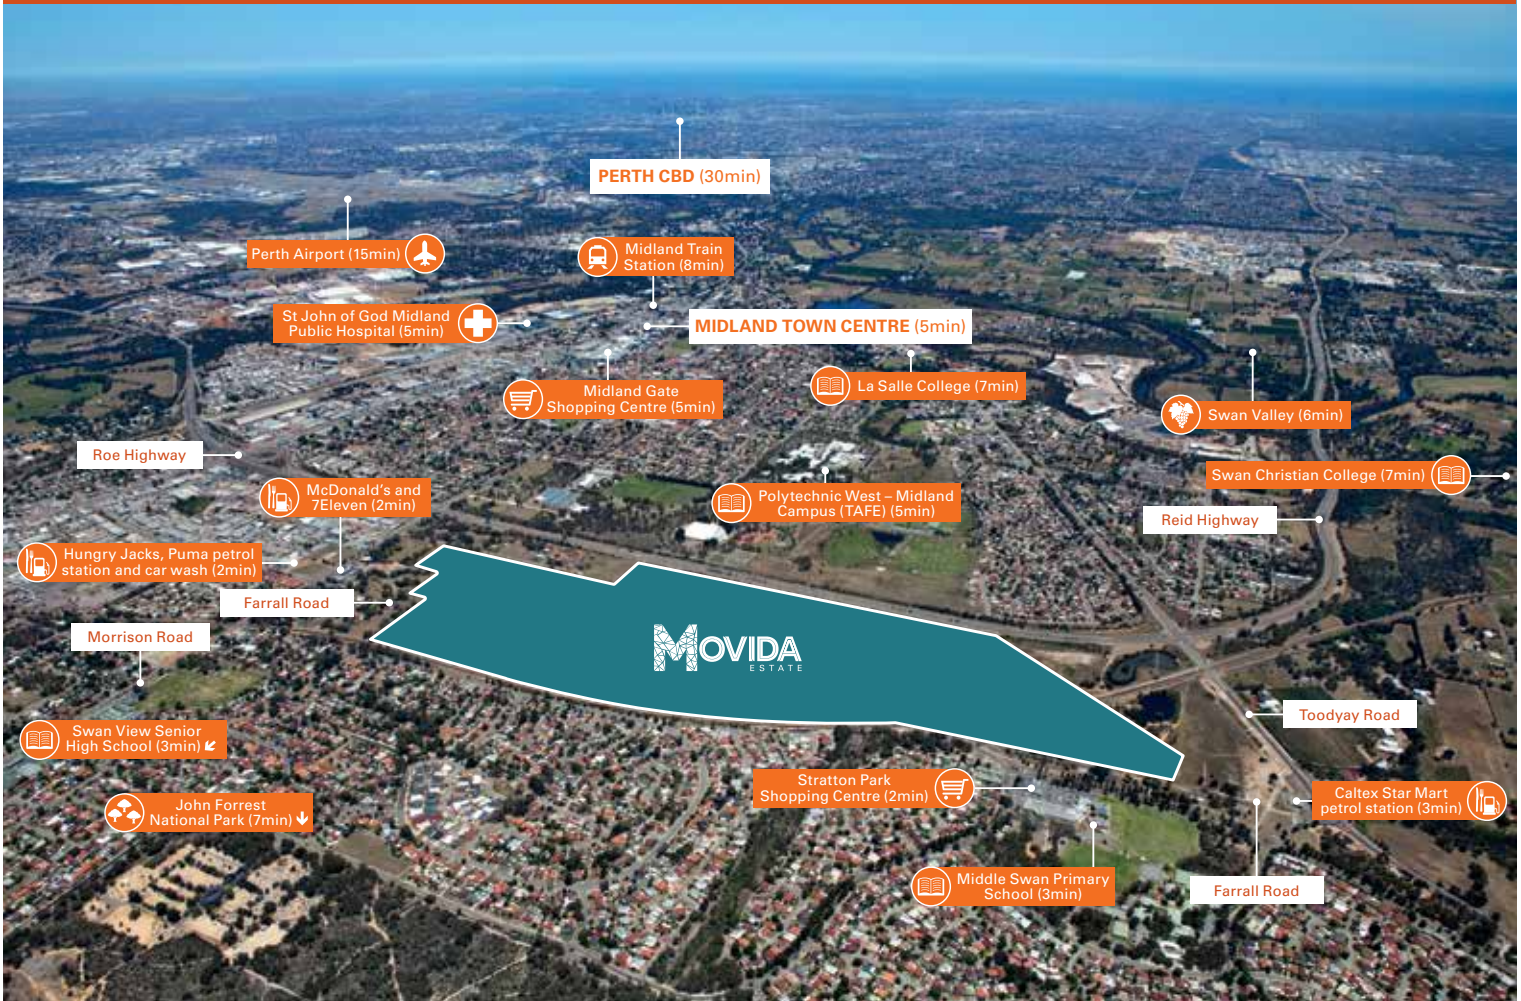 PERTH CBD (30min)
Perth Airport (15min)
Midland Train
Station (8min)
St John of God Midland
Public Hospital (5min)
MIDLAND TOWN CENTRE (5min)
Midland Gate
Shopping Centre (5min)
La Salle College (7min)
Swan Valley (6min)
Roe Highway
Swan Christian College (7min)
McDonald's and
7Eleven (2min)
Polytechnic West – Midland
Campus (TAFE) (5min)
Reid Highway
Hungry Jacks, Puma petrol
station and car wash (2min)
Farrall Road
Morrison Road
MOVIDA
ESTATE
Toodyay Road
Swan View Senior
High School (3min)
Stratton Park
Shopping Centre (2min)
Caltex Star Mart
petrol station (3min)
John Forrest
National Park (7min)
Middle Swan Primary
School (3min)
Farrall Road